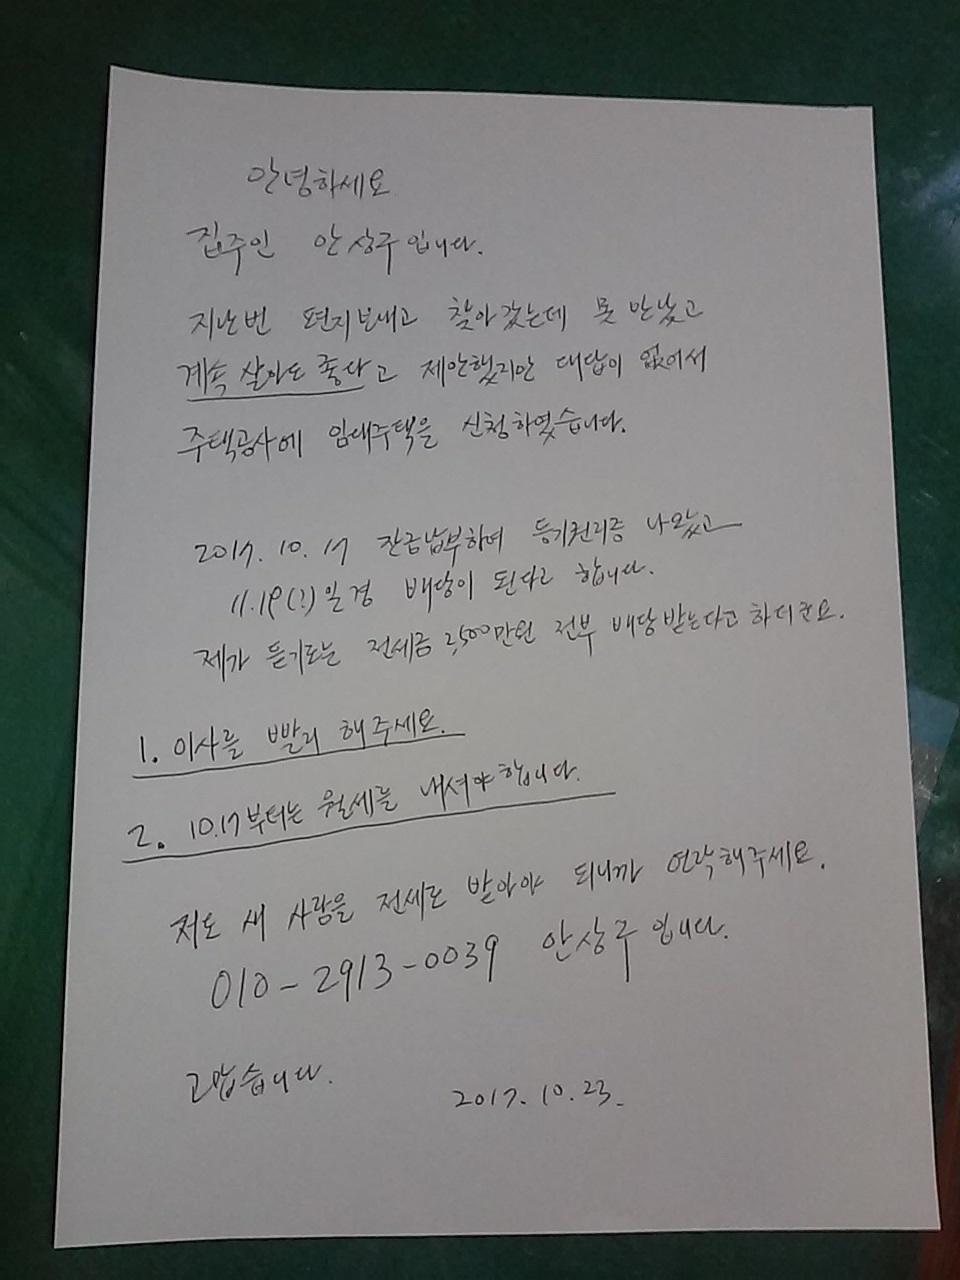 안녕하세요
집주인 안상구입니다.
지난번 편지보내고 찾아갔는데 못 만났고
계속 살아도 좋다고 제안했지만 대답이 없어서
주택공사에 임대주택을 신청하였습니다.
2017. 10. 17 잔금납부하여 등기권리증 나왔고
11.19(?)일경 배당이 된다고 합니다.
제가 듣기로는 전세금 2,500만원 전부 배당받는다고 하더군요.
1. 이사를 빨리 해주세요.
2. 10.17부터는 월세를 내셔야합니다.
저도 새 사람을 전세로 받아야 되니까 연락해주세요.
010-2913-0039 안상구입니다.
고맙습니다.
2017. 10. 23.